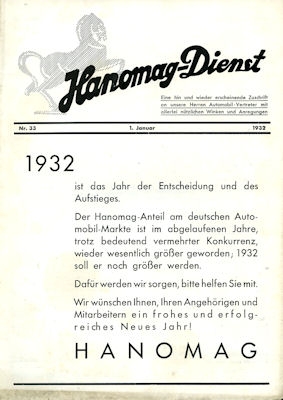 Hanomag-Dienst
Eine hin und wieder erscheinende Zuschrift
an unsere Herren Automobil-Vertreter mit
allerlei nützlichen Winken und Anregungen
Nr. 33 1. Januar 1932
1932
ist das Jahr der Entscheidung und des
Aufstieges.
Der Hanomag-Anteil am deutschen Auto-
mobil-Markte ist im abgelaufenen Jahre,
trotz bedeutend vermehrter Konkurrenz,
wieder wesentlich größer geworden; 1932
soll er noch größer werden.
Dafür werden wir sorgen, bitte helfen Sie mit.
Wir wünschen Ihnen, Ihren Angehörigen und
Mitarbeitern ein frohes und erfolg-
reiches Neues Jahr!
HANOMAG